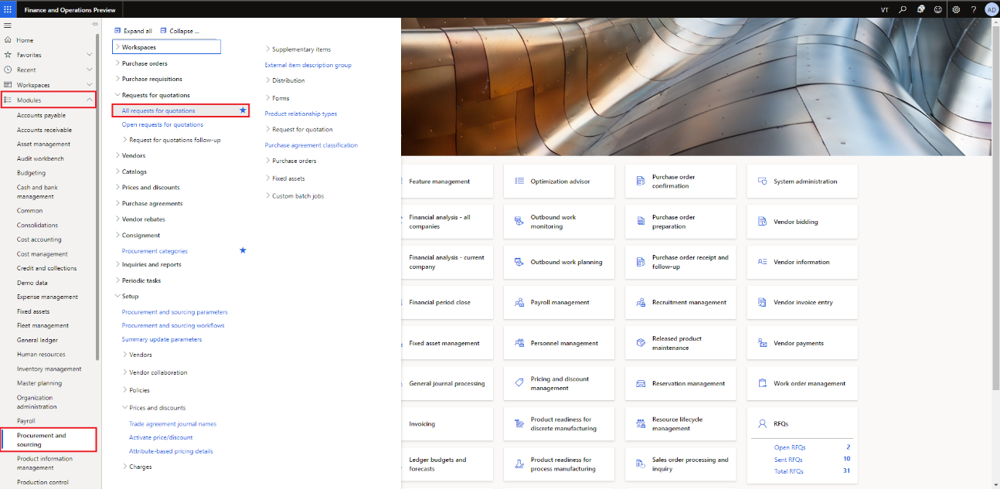 Finance and Operations Preview
VT
?
AD
Home
Favorites
Recent
Workspaces
Modules
Accounts payable
Accounts receivable
Asset management
Audit workbench
Budgeting
Cash and bank
management
Common
Consolidations
Cost accounting
Cost management
Credit and collections
Demo data
Expense management
Fixed assets
Fleet management
General ledger
Human resources
Inventory management
Master planning
Organization
administration
Payroll
Procurement and
sourcing
Product information
management
Production control
Expand all
Collapse ...
Workspaces
Purchase orders
Purchase requisitions
Requests for quotations
All requests for quotations
Open requests for quotations
Request for quotations follow-up
Vendors
Catalogs
Prices and discounts
Purchase agreements
Vendor rebates
Consignment
Procurement categories
Inquiries and reports
Periodic tasks
Setup
Procurement and sourcing parameters
Procurement and sourcing workflows
Summary update parameters
Vendors
Vendor collaboration
Policies
Prices and discounts
Trade agreement journal names
Activate price/discount
Attribute-based pricing details
Charges
Supplementary items
External item description group
Distribution
Forms
Product relationship types
Request for quotation
Purchase agreement classification
Purchase orders
Fixed assets
Custom batch jobs
Feature management
Optimization advisor
Purchase order
confirmation
System administration
Financial analysis - all
companies
Outbound work
monitoring
Purchase order
preparation
Vendor bidding
Financial analysis - current
company
Outbound work planning
Purchase order receipt and
follow-up
Vendor information
Financial period close
Payroll management
Recruitment management
Vendor invoice entry
Fixed asset management
Personnel management
Released product
maintenance
Vendor payments
General journal processing
Pricing and discount
management
Reservation management
Work order management
Invoicing
Product readiness for
discrete manufacturing
Resource lifecycle
management
RFQs
Open RFQs 2
Sent RFQs 10
Total RFQs 31
Ledger budgets and
forecasts
Product readiness for
process manufacturing
Sales order processing and
inquiry